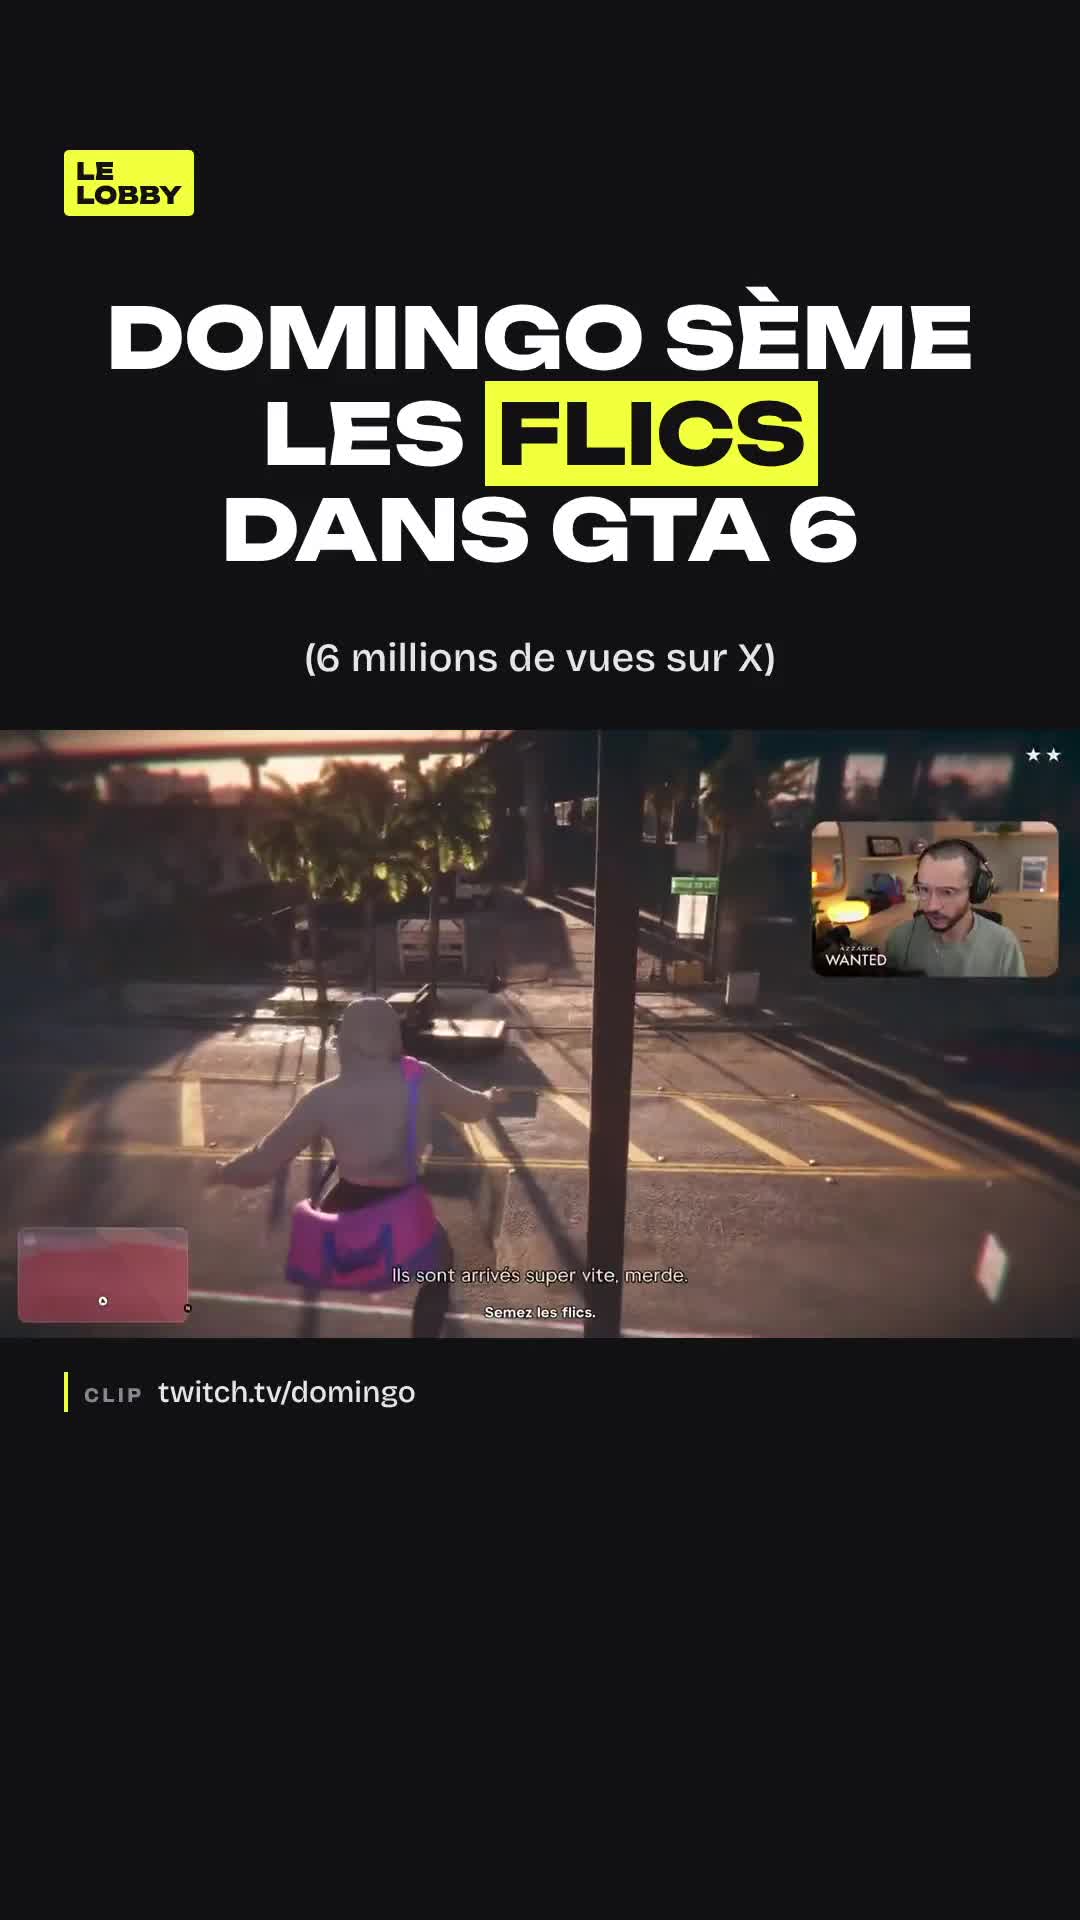 LE
LOBBY
DOMINGO SÈME
LES FLICS
DANS GTA 6
(6 millions de vues sur X)
AZZARO
WANTED
Ils sont arrivés super vite, merde.
Semez les flics.
CLIP twitch.tv/domingo